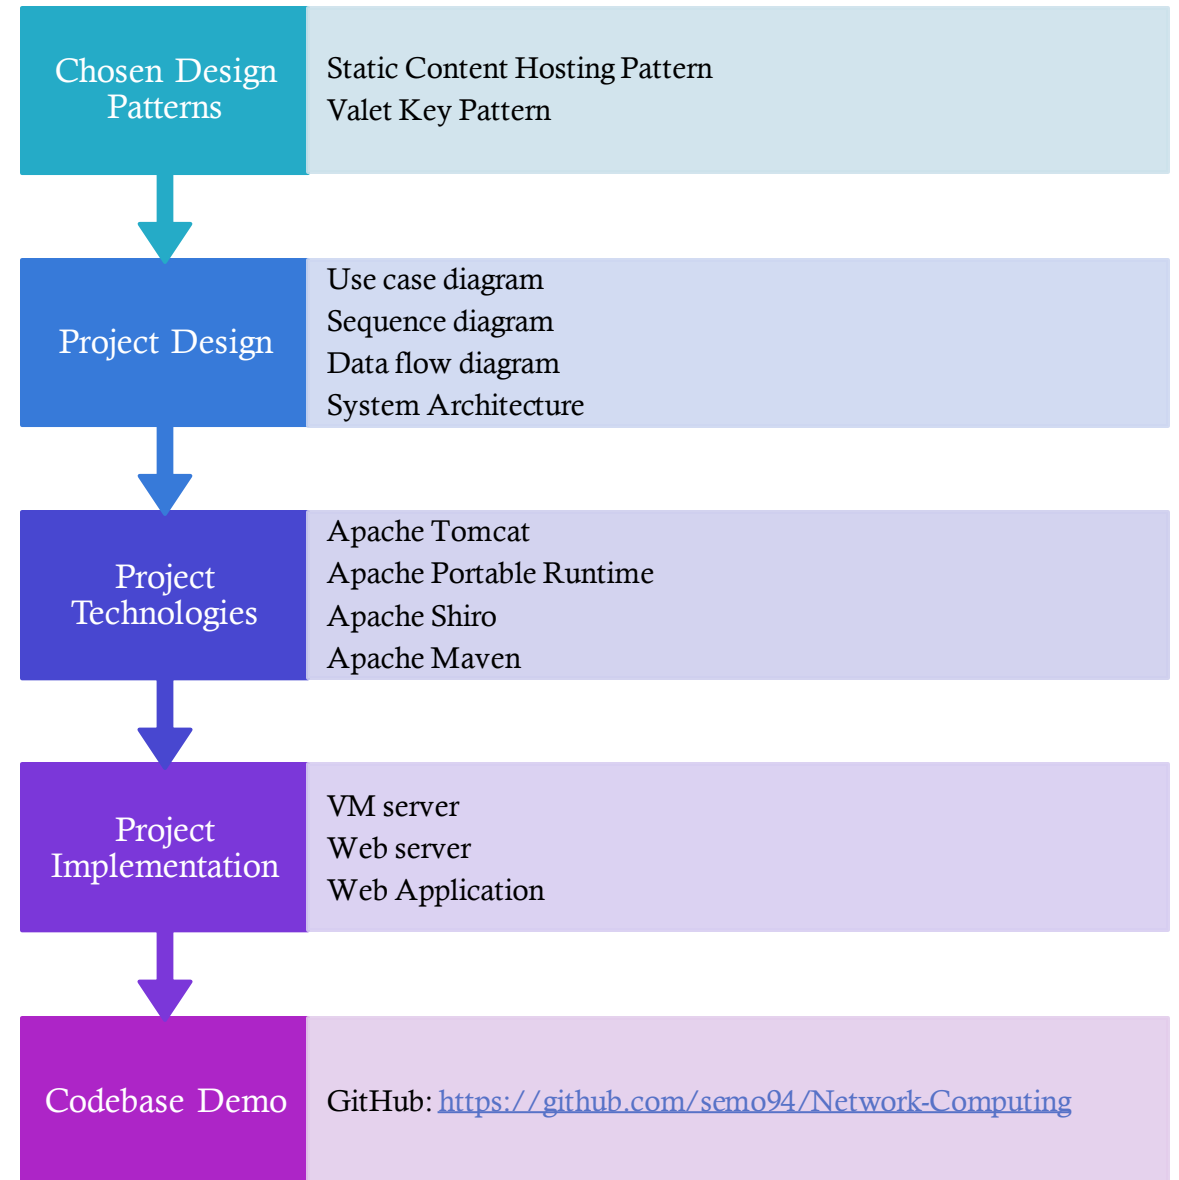 Chosen Design
Patterns
Static Content Hosting Pattern
Valet Key Pattern
Project Design
Use case diagram
Sequence diagram
Data flow diagram
System Architecture
Project
Technologies
Apache Tomcat
Apache Portable Runtime
Apache Shiro
Apache Maven
Project
Implementation
VM server
Web server
Web Application
Codebase Demo
GitHub: https://github.com/semo94/Network-Computing